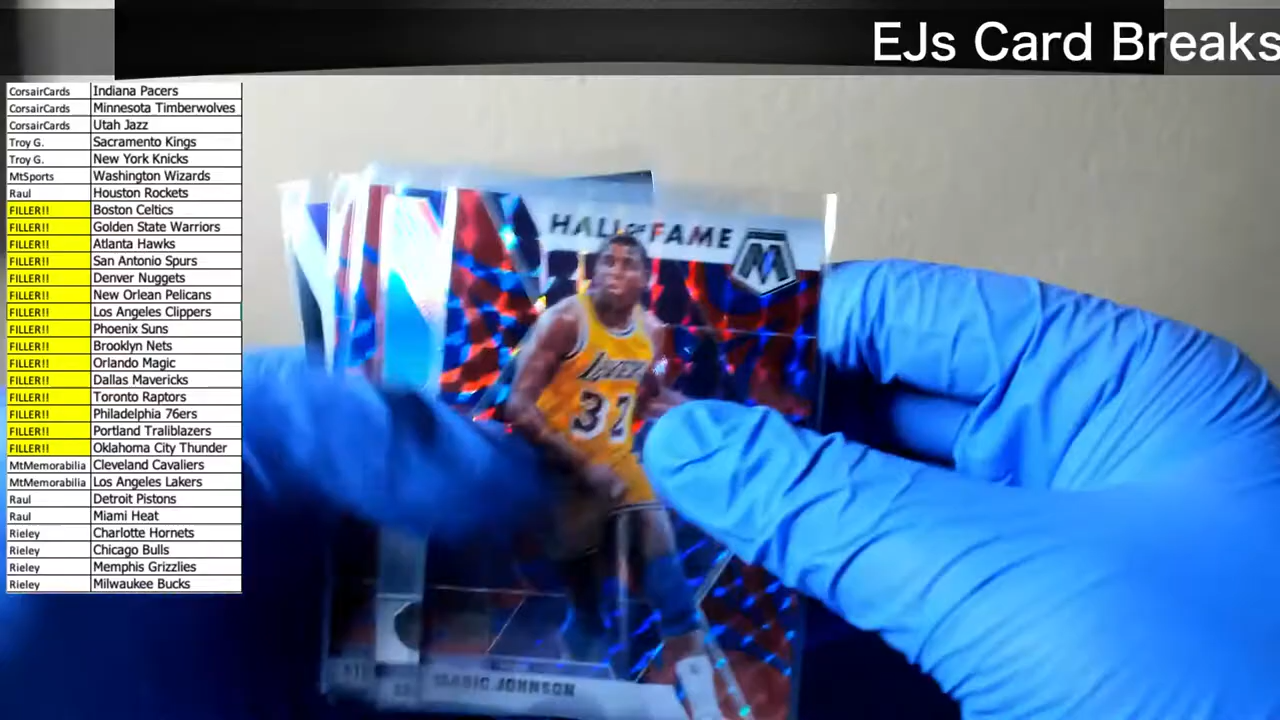 EJs Card Breaks
CorsairCards Indiana Pacers
CorsairCards Minnesota Timberwolves
CorsairCards Utah Jazz
Troy G. Sacramento Kings
Troy G. New York Knicks
MtSports Washington Wizards
Raul Houston Rockets
FILLER!! Boston Celtics
FILLER!! Golden State Warriors
FILLER!! Atlanta Hawks
FILLER!! San Antonio Spurs
FILLER!! Denver Nuggets
FILLER!! New Orlean Pelicans
FILLER!! Los Angeles Clippers
FILLER!! Phoenix Suns
FILLER!! Brooklyn Nets
FILLER!! Orlando Magic
FILLER!! Dallas Mavericks
FILLER!! Toronto Raptors
FILLER!! Philadelphia 76ers
FILLER!! Portland Traliblazers
FILLER!! Oklahoma City Thunder
MtMemorabilia Cleveland Cavaliers
MtMemorabilia Los Angeles Lakers
Raul Detroit Pistons
Raul Miami Heat
Rieley Charlotte Hornets
Rieley Chicago Bulls
Rieley Memphis Grizzlies
Rieley Milwaukee Bucks
HALL OF FAME
M
LAKERS
32
MAGIC JOHNSON